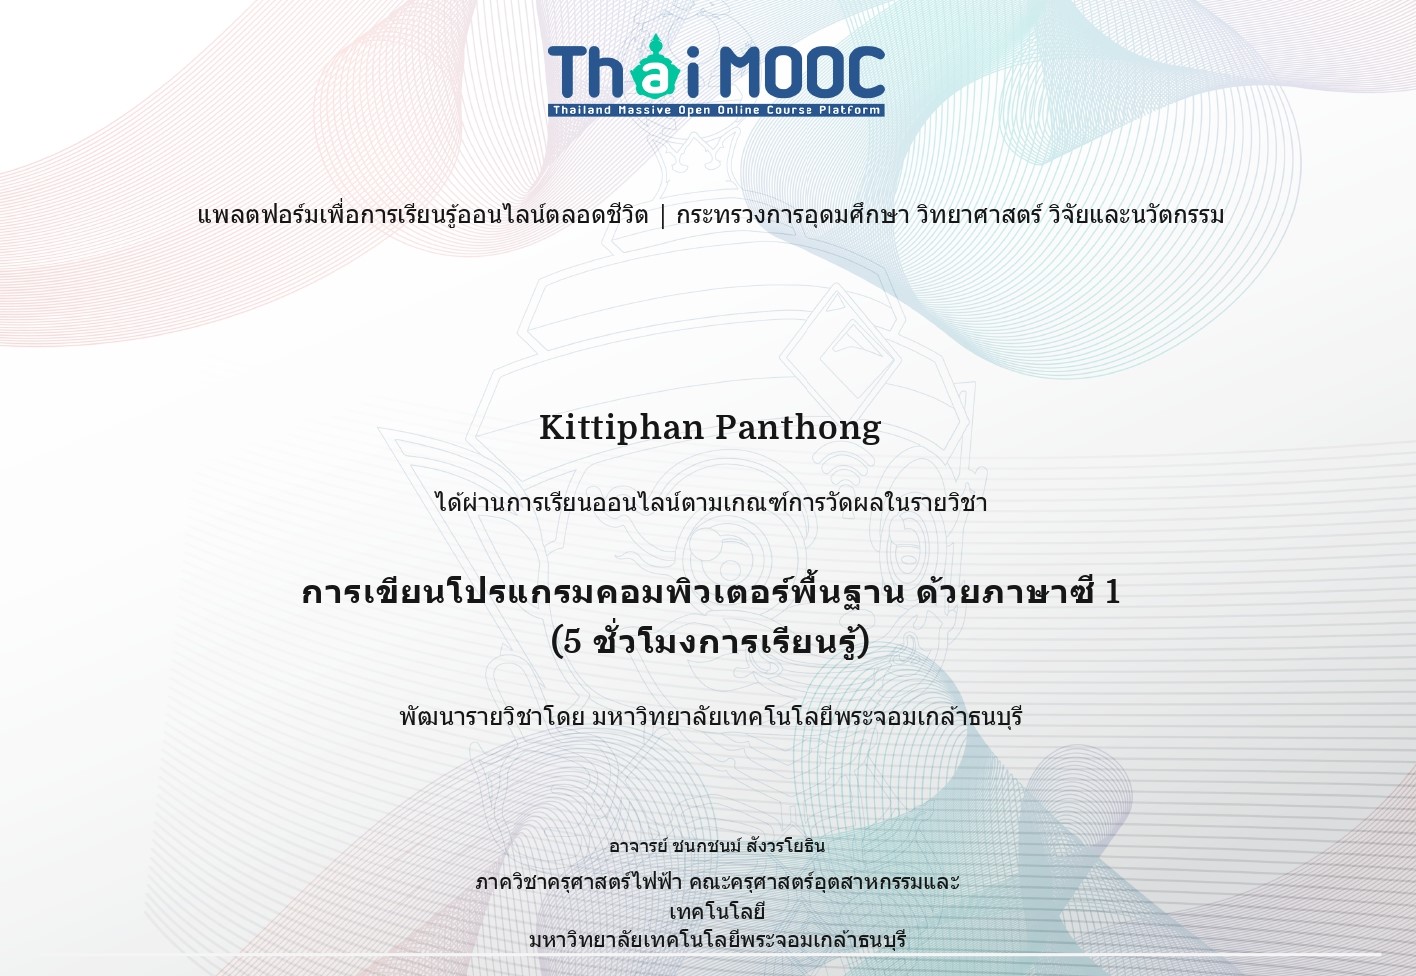 Thai MOOC
Thailand Massive Open Online Course Platform
แพลตฟอร์มเพื่อการเรียนรู้ออนไลน์ตลอดชีวิต | กระทรวงการอุดมศึกษา วิทยาศาสตร์ วิจัยและนวัตกรรม
Kittiphan Panthong
ได้ผ่านการเรียนออนไลน์ตามเกณฑ์การวัดผลในรายวิชา
การเขียนโปรแกรมคอมพิวเตอร์พื้นฐาน ด้วยภาษาซี 1
(5 ชั่วโมงการเรียนรู้)
พัฒนารายวิชาโดย มหาวิทยาลัยเทคโนโลยีพระจอมเกล้าธนบุรี
อาจารย์ ชนกชนม์ สังวรโยธิน
ภาควิชาครุศาสตร์ไฟฟ้า คณะครุศาสตร์อุตสาหกรรมและ
เทคโนโลยี
มหาวิทยาลัยเทคโนโลยีพระจอมเกล้าธนบุรี